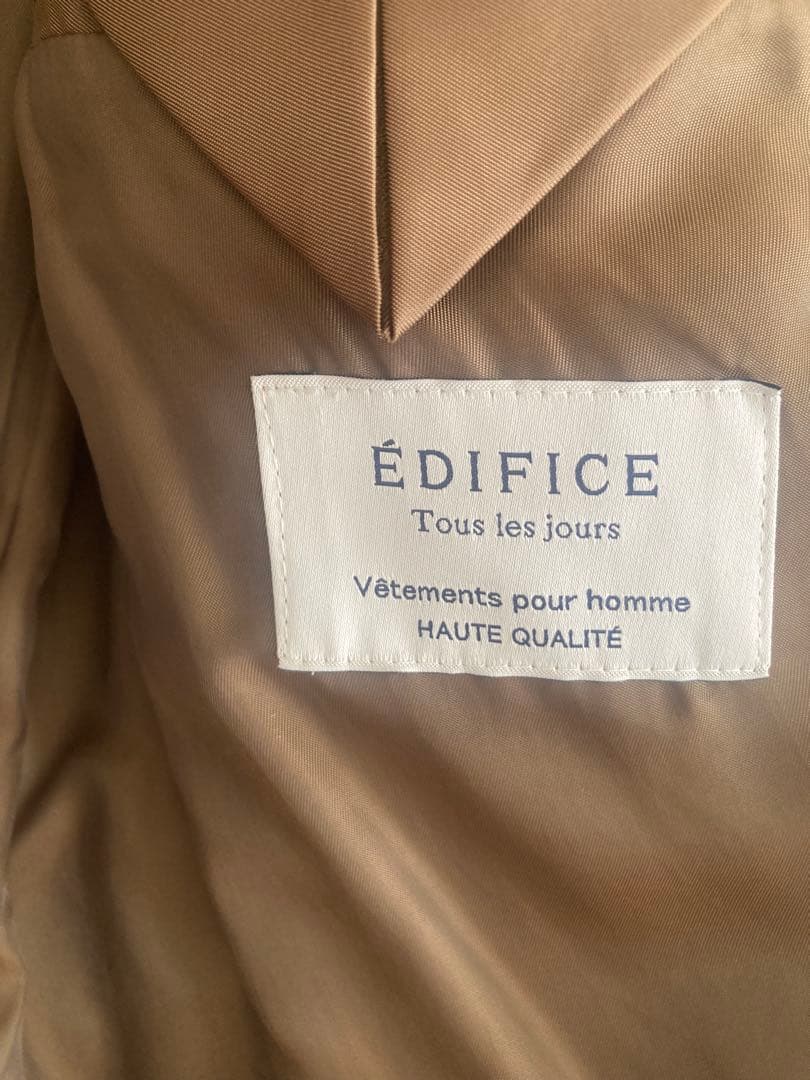 ÉDIFICE
Tous les jours
Vêtements pour homme
HAUTE QUALITÉ